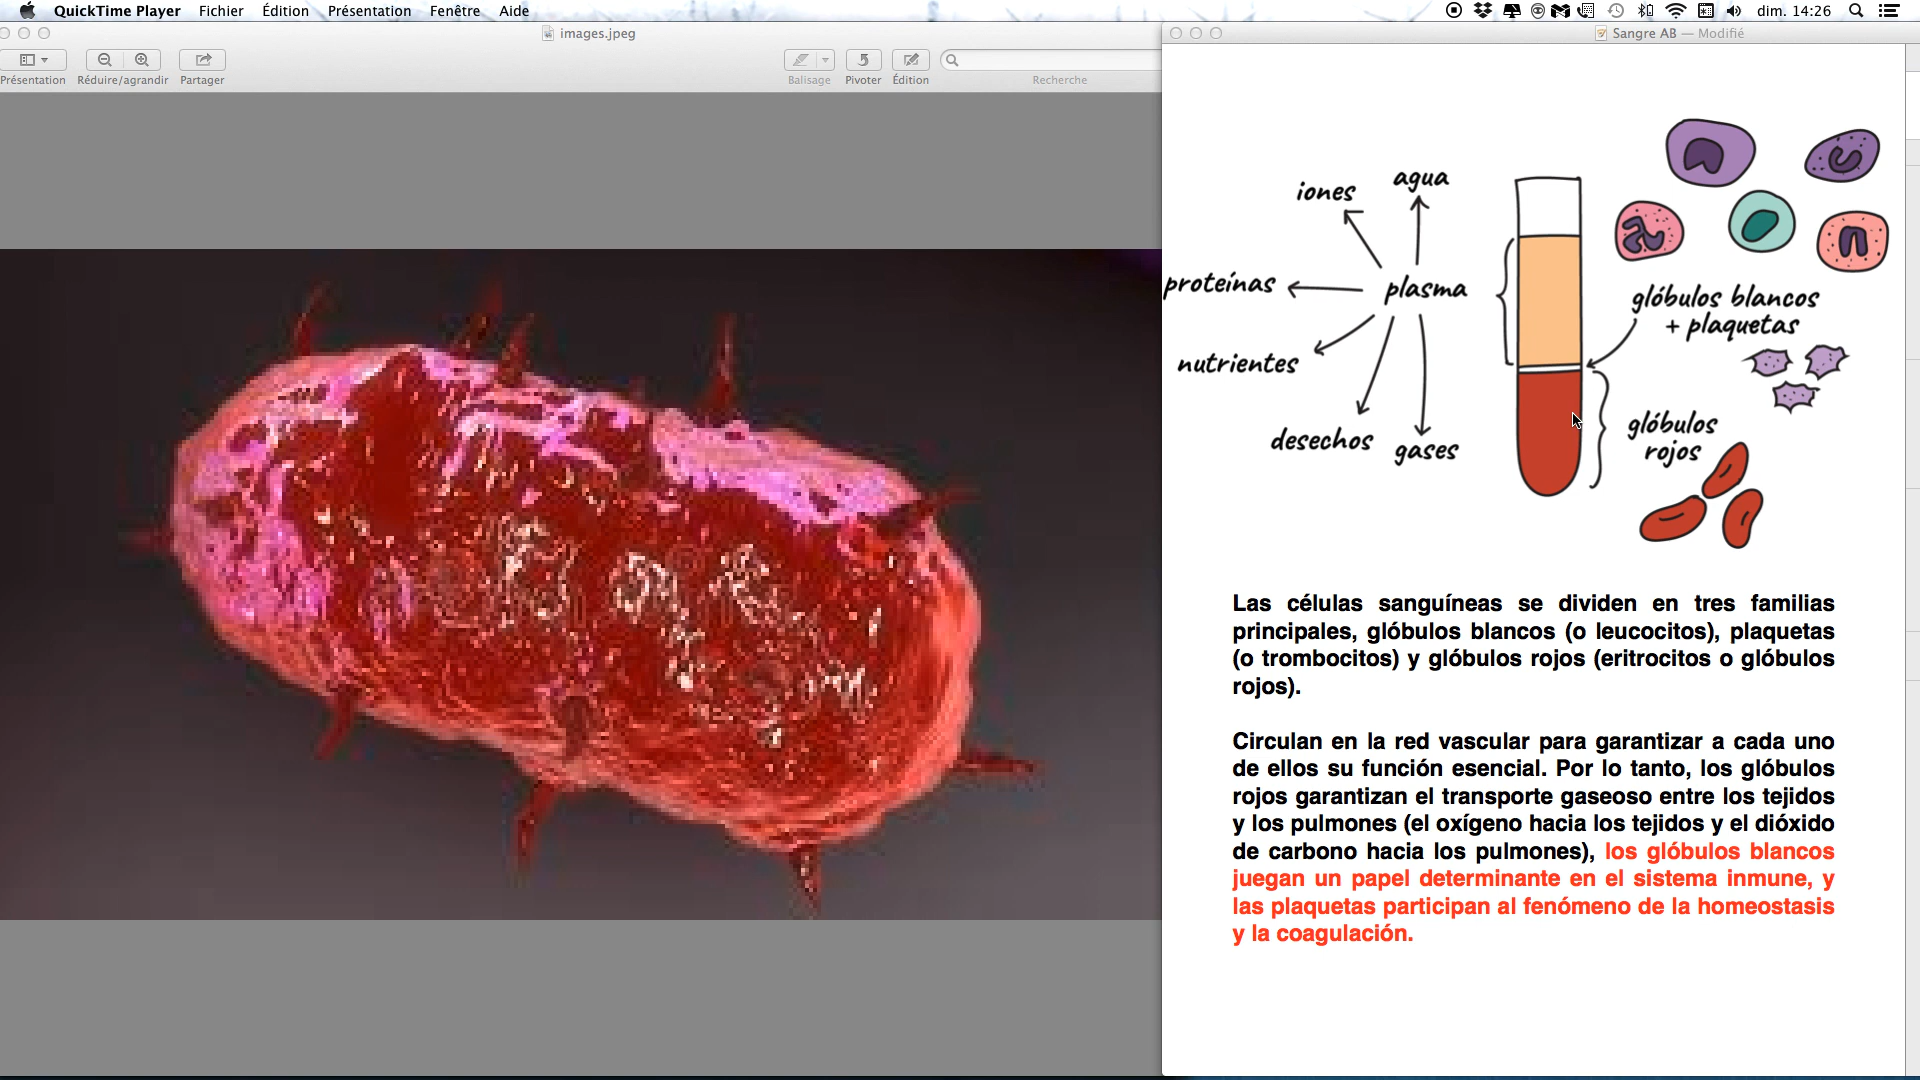 QuickTime Player Fichier Édition Présentation Fenêtre Aide
dim. 14:26
images.jpeg
Présentation Réduire/agrandir Partager
Balisage Pivoter Édition Recherche
Sangre AB — Modifié
iones
agua
proteínas
plasma
nutrientes
desechos
gases
glóbulos blancos
+ plaquetas
glóbulos
rojos
Las células sanguíneas se dividen en tres familias
principales, glóbulos blancos (o leucocitos), plaquetas
(o trombocitos) y glóbulos rojos (eritrocitos o glóbulos
rojos).
Circulan en la red vascular para garantizar a cada uno
de ellos su función esencial. Por lo tanto, los glóbulos
rojos garantizan el transporte gaseoso entre los tejidos
y los pulmones (el oxígeno hacia los tejidos y el dióxido
de carbono hacia los pulmones), los glóbulos blancos
juegan un papel determinante en el sistema inmune, y
las plaquetas participan al fenómeno de la homeostasis
y la coagulación.